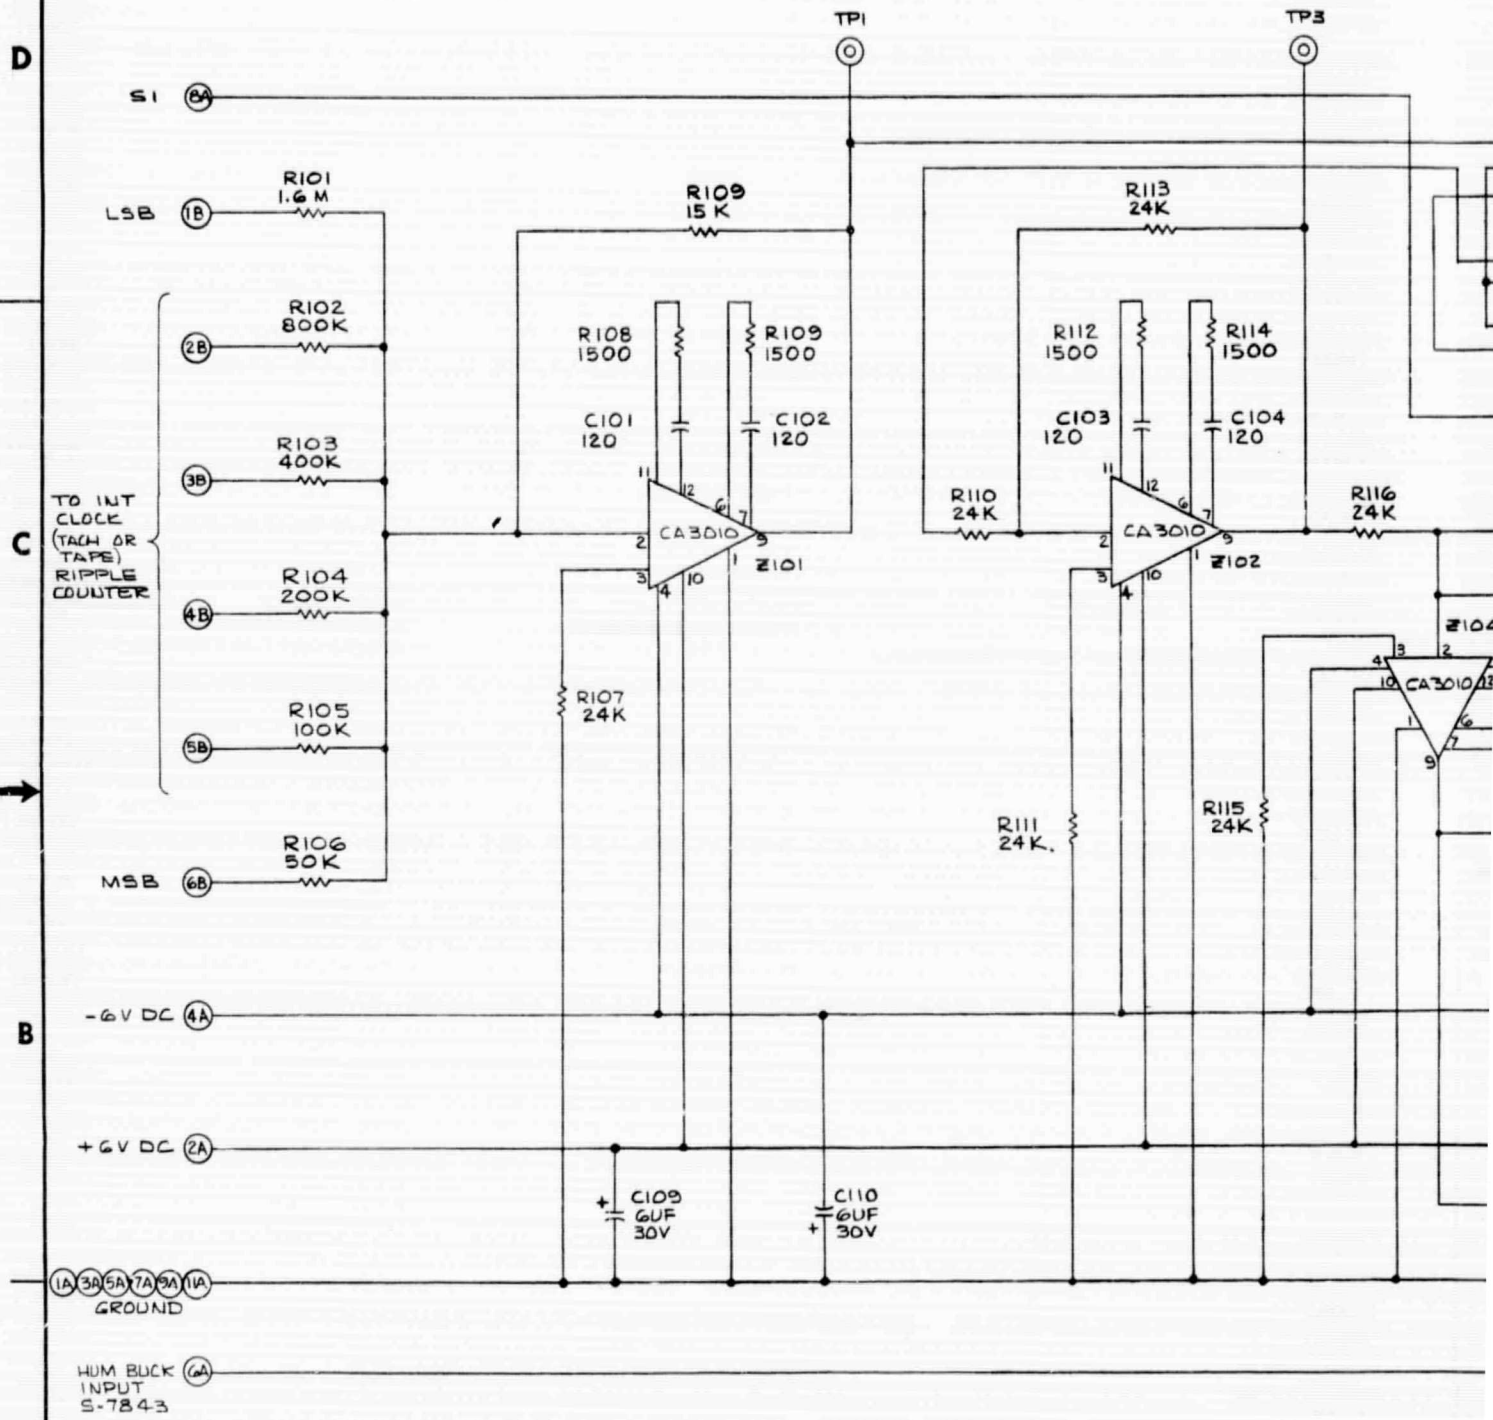 TP1
TP3
D
S1 8A
R101
1.6 M
LSB 1B
R109
15 K
R113
24K
R102
800K
2B
R108
1500
R109
1500
R112
1500
R114
1500
C101
120
C102
120
C103
120
C104
120
R103
400K
3B
11
12
6
7
2
CA3010
9
3
4
10
1
Z101
R110
24K
11
12
6
7
2
CA3010
9
3
4
10
1
Z102
R116
24K
C
TO INT
CLOCK
(TACH OR
TAPE)
RIPPLE
COUNTER
R104
200K
4B
Z104
3
2
4
10
CA3010
12
1
6
7
9
R107
24K
R105
100K
5B
R111
24K.
R115
24K
R106
50K
MSB 6B
B
-6V DC 4A
+6V DC 2A
+
C109
6UF
30V
C110
6UF
30V
+
1A 3A 5A 7A 9A 11A
GROUND
HUM BUCK 6A
INPUT
S-7843